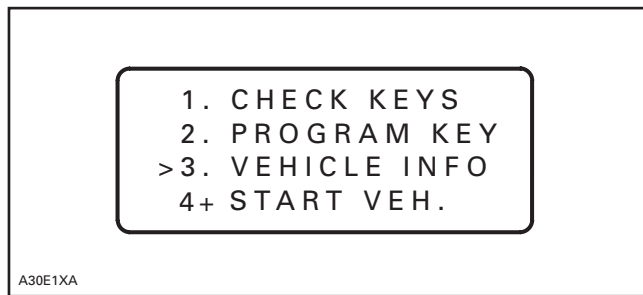 1. CHECK KEYS
2. PROGRAM KEY
>3. VEHICLE INFO
4+ START VEH.
A30E1XA